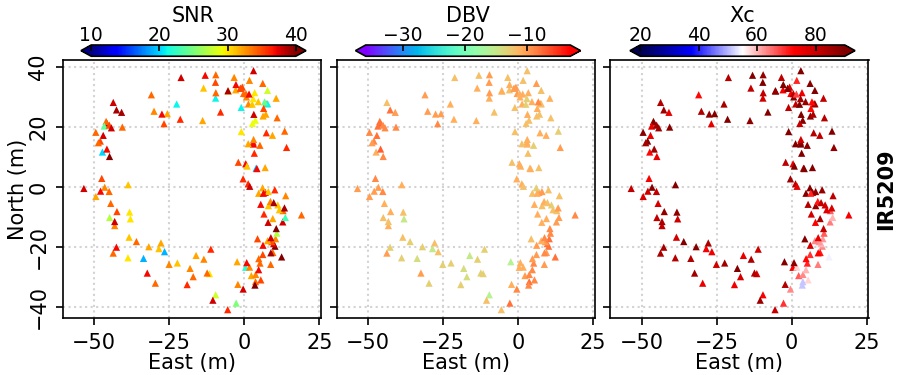 SNR DBV Xc
10 20 30 40 −30 −20 −10 20 40 60 80
40
20
0
−20
−40
North (m)
IR5209
−50 −25 0 25 −50 −25 0 25 −50 −25 0 25
East (m) East (m) East (m)